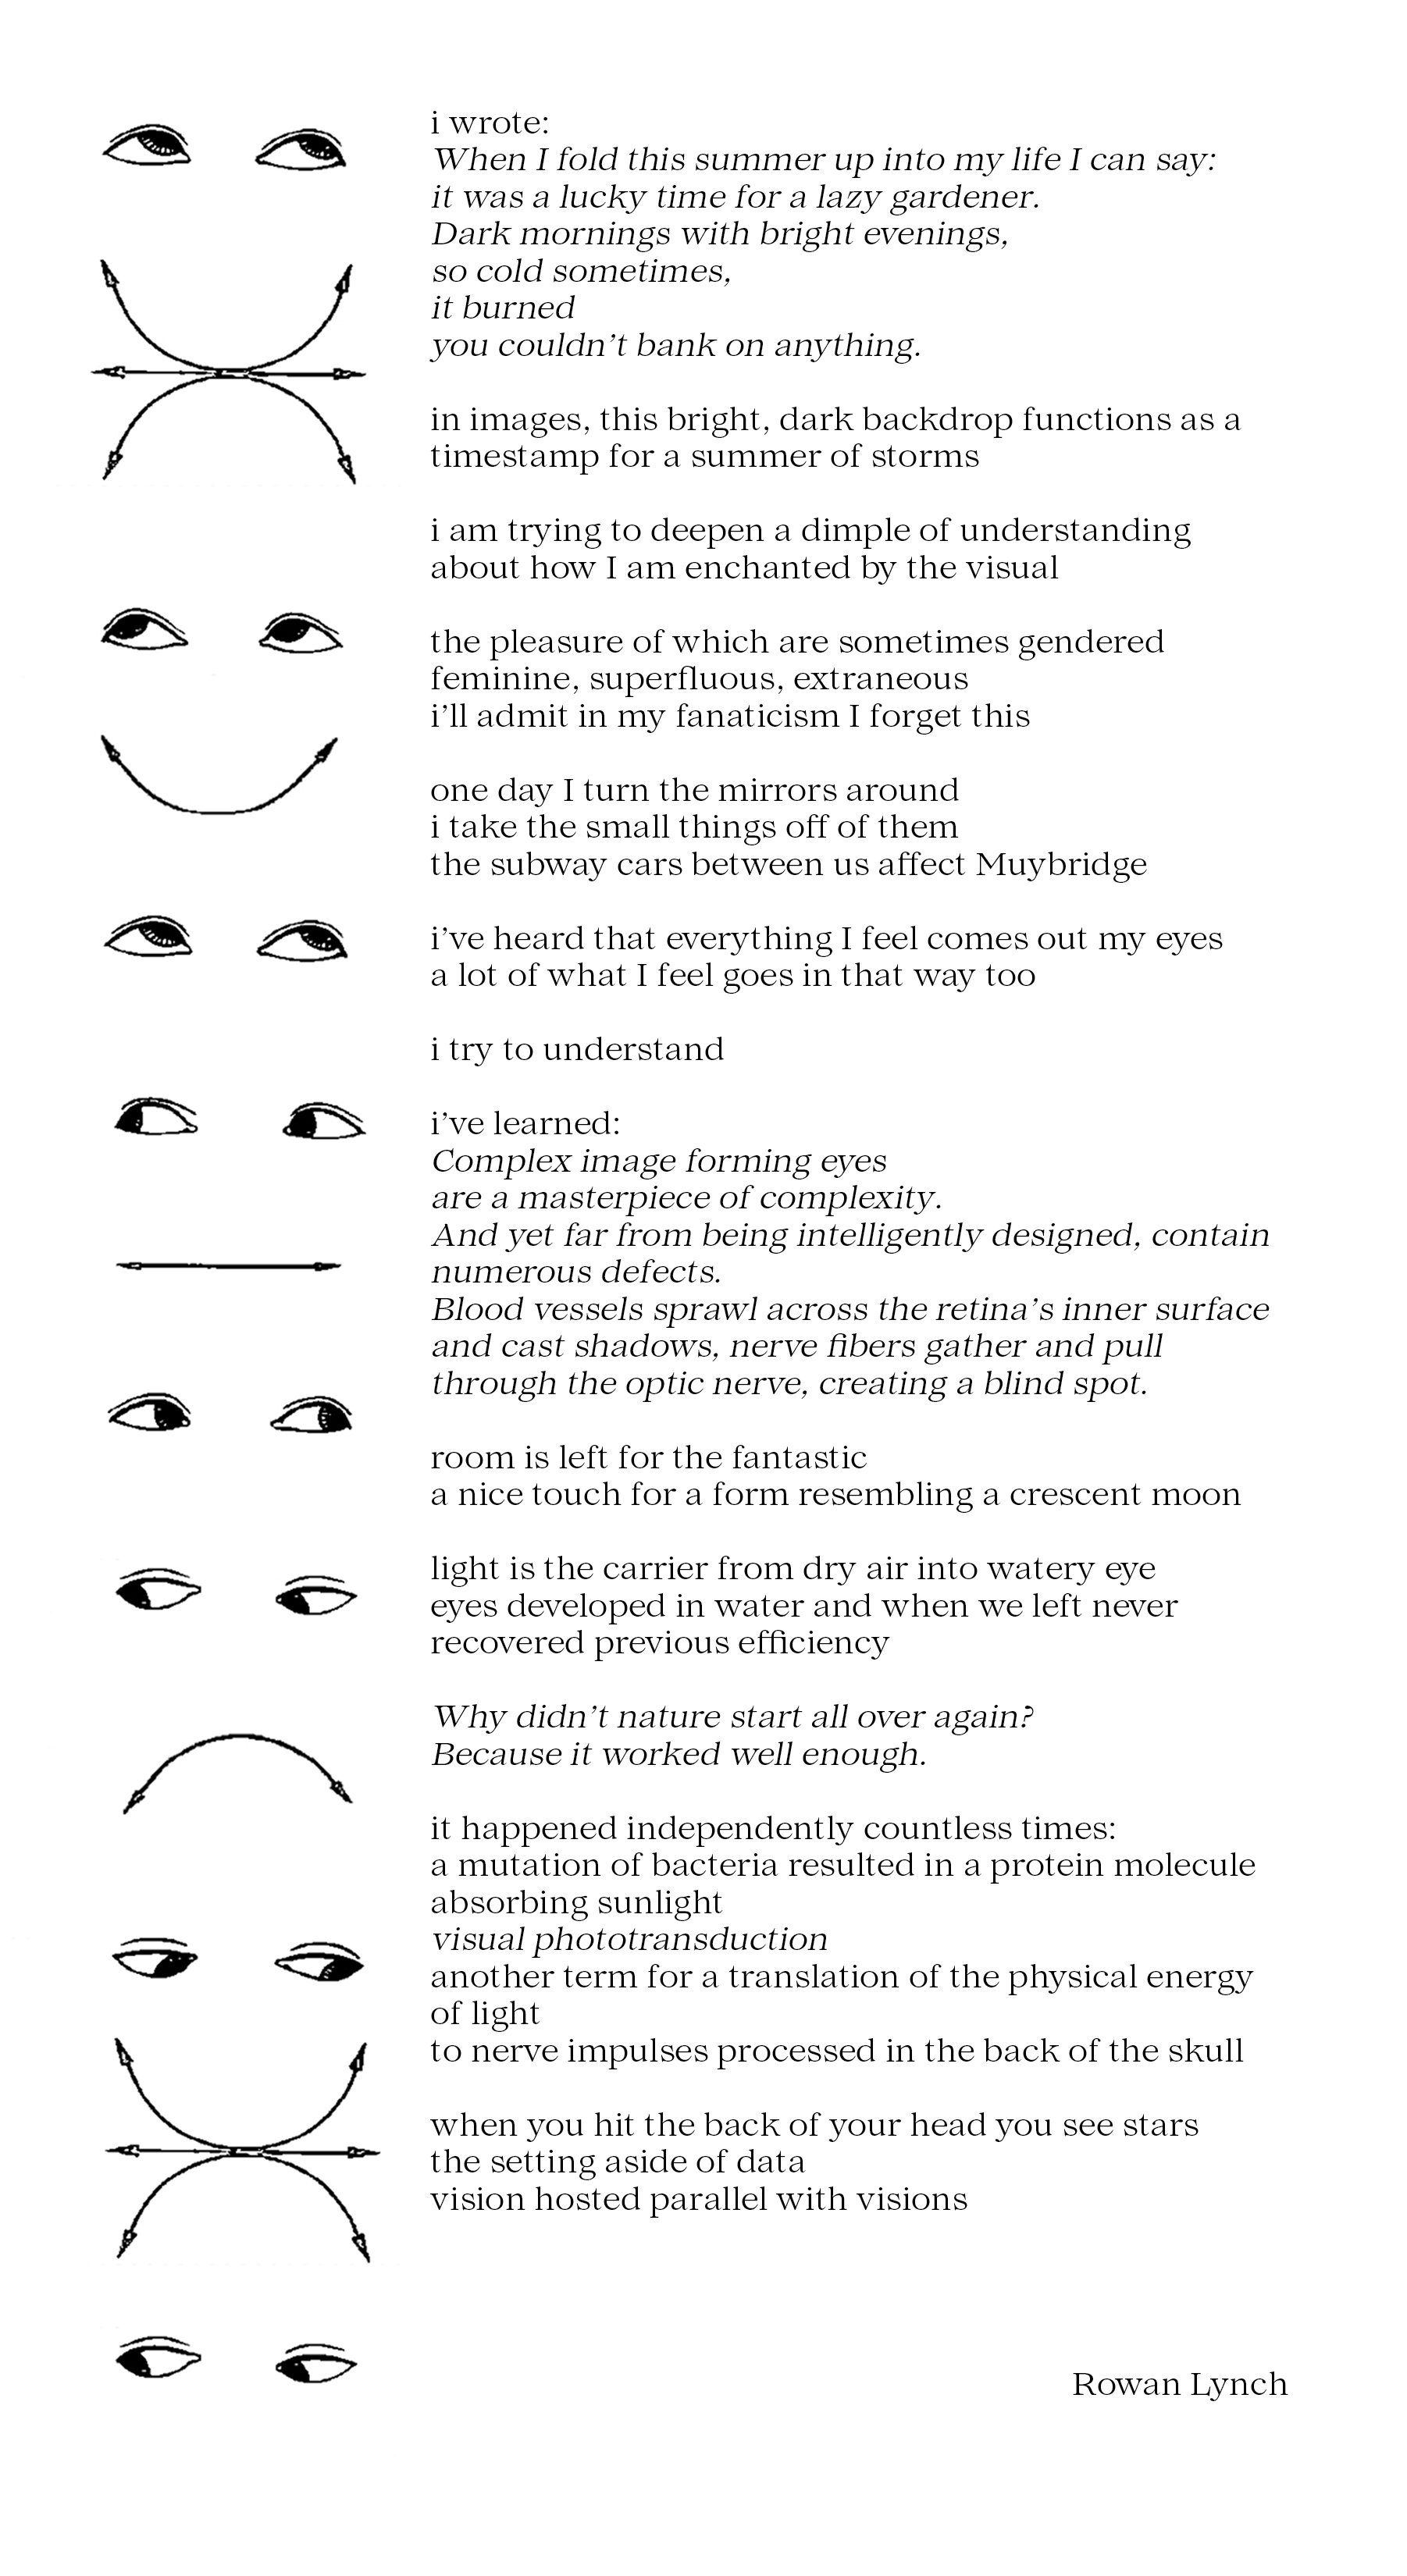 i wrote:
When I fold this summer up into my life I can say:
it was a lucky time for a lazy gardener.
Dark mornings with bright evenings,
so cold sometimes,
it burned
you couldn’t bank on anything.
in images, this bright, dark backdrop functions as a
timestamp for a summer of storms
i am trying to deepen a dimple of understanding
about how I am enchanted by the visual
the pleasure of which are sometimes gendered
feminine, superfluous, extraneous
i’ll admit in my fanaticism I forget this
one day I turn the mirrors around
i take the small things off of them
the subway cars between us affect Muybridge
i’ve heard that everything I feel comes out my eyes
a lot of what I feel goes in that way too
i try to understand
i’ve learned:
Complex image forming eyes
are a masterpiece of complexity.
And yet far from being intelligently designed, contain
numerous defects.
Blood vessels sprawl across the retina’s inner surface
and cast shadows, nerve fibers gather and pull
through the optic nerve, creating a blind spot.
room is left for the fantastic
a nice touch for a form resembling a crescent moon
light is the carrier from dry air into watery eye
eyes developed in water and when we left never
recovered previous efficiency
Why didn’t nature start all over again?
Because it worked well enough.
it happened independently countless times:
a mutation of bacteria resulted in a protein molecule
absorbing sunlight
visual phototransduction
another term for a translation of the physical energy
of light
to nerve impulses processed in the back of the skull
when you hit the back of your head you see stars
the setting aside of data
vision hosted parallel with visions
Rowan Lynch